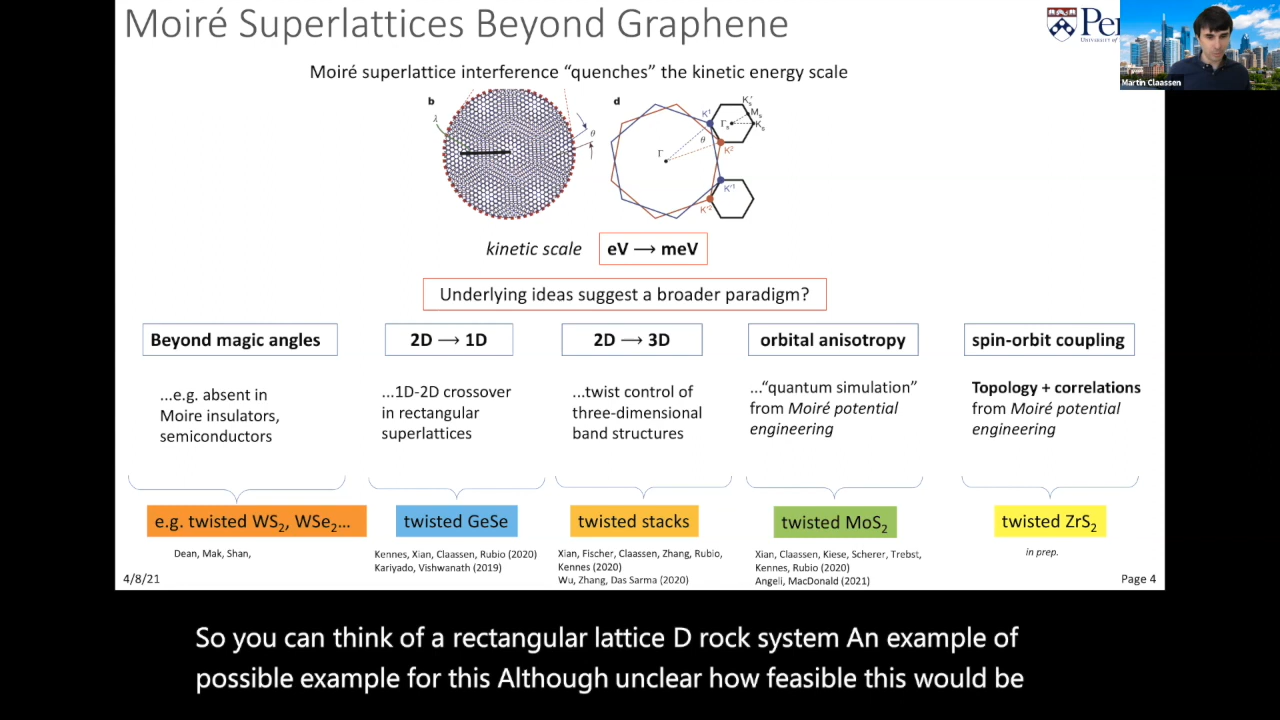 Moiré Superlattices Beyond Graphene
Martin Claassen
Moiré superlattice interference “quenches” the kinetic energy scale
b
λ
θ
d
Γ
θ
K¹
K²
K'¹
K'²
Γₛ
K'ₛ
Mₛ
Kₛ
kinetic scale
eV ⟶ meV
Underlying ideas suggest a broader paradigm?
Beyond magic angles
...e.g. absent in
Moire insulators,
semiconductors
e.g. twisted WS₂, WSe₂...
Dean, Mak, Shan,
2D ⟶ 1D
...1D-2D crossover
in rectangular
superlattices
twisted GeSe
Kennes, Xian, Claassen, Rubio (2020)
Kariyado, Vishwanath (2019)
2D ⟶ 3D
...twist control of
three-dimensional
band structures
twisted stacks
Xian, Fischer, Claassen, Zhang, Rubio,
Kennes (2020)
Wu, Zhang, Das Sarma (2020)
orbital anisotropy
...“quantum simulation”
from Moiré potential
engineering
twisted MoS₂
Xian, Claassen, Kiese, Scherer, Trebst,
Kennes, Rubio (2020)
Angeli, MacDonald (2021)
spin-orbit coupling
Topology + correlations
from Moiré potential
engineering
twisted ZrS₂
in prep.
4/8/21
Page 4
So you can think of a rectangular lattice D rock system An example of
possible example for this Although unclear how feasible this would be